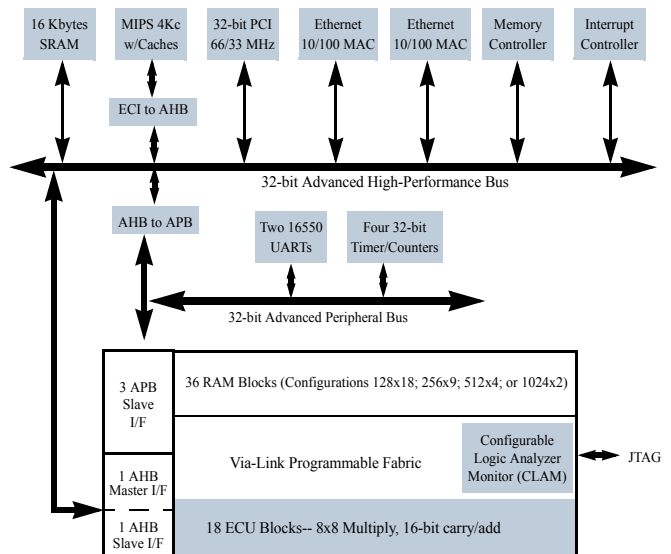 16 Kbytes
SRAM
MIPS 4Kc
w/Caches
32-bit PCI
66/33 MHz
Ethernet
10/100 MAC
Ethernet
10/100 MAC
Memory
Controller
Interrupt
Controller
ECI to AHB
32-bit Advanced High-Performance Bus
AHB to APB
Two 16550
UARTs
Four 32-bit
Timer/Counters
32-bit Advanced Peripheral Bus
3 APB
Slave
I/F
36 RAM Blocks (Configurations 128x18; 256x9; 512x4; or 1024x2)
Via-Link Programmable Fabric
Configurable
Logic Analyzer
Monitor (CLAM)
JTAG
1 AHB
Master I/F
1 AHB
Slave I/F
18 ECU Blocks-- 8x8 Multiply, 16-bit carry/add